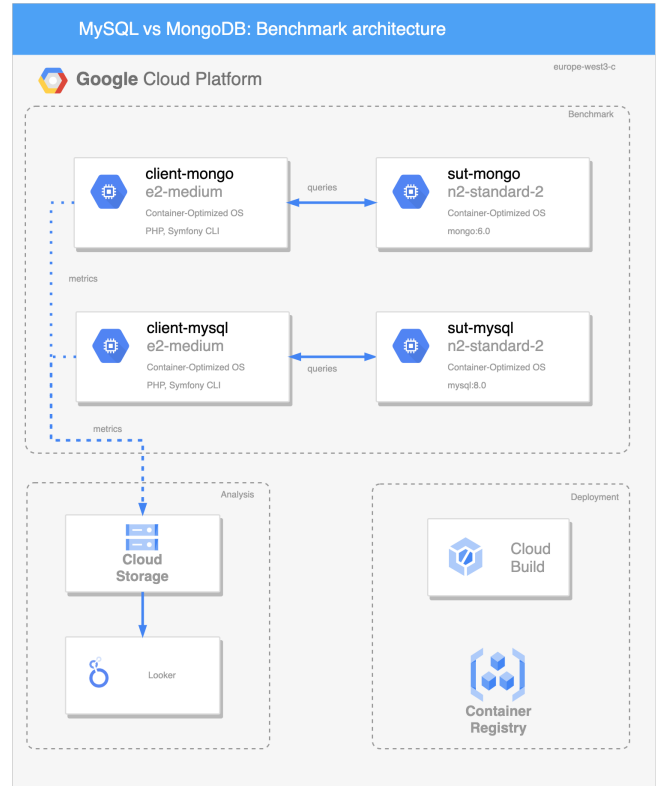 MySQL vs MongoDB: Benchmark architecture
Google Cloud Platform
europe-west3-c
Benchmark
client-mongo
e2-medium
Container-Optimized OS
PHP, Symfony CLI
queries
sut-mongo
n2-standard-2
Container-Optimized OS
mongo:6.0
metrics
client-mysql
e2-medium
Container-Optimized OS
PHP, Symfony CLI
queries
sut-mysql
n2-standard-2
Container-Optimized OS
mysql:8.0
metrics
Analysis
Cloud
Storage
Looker
Deployment
Cloud
Build
Container
Registry